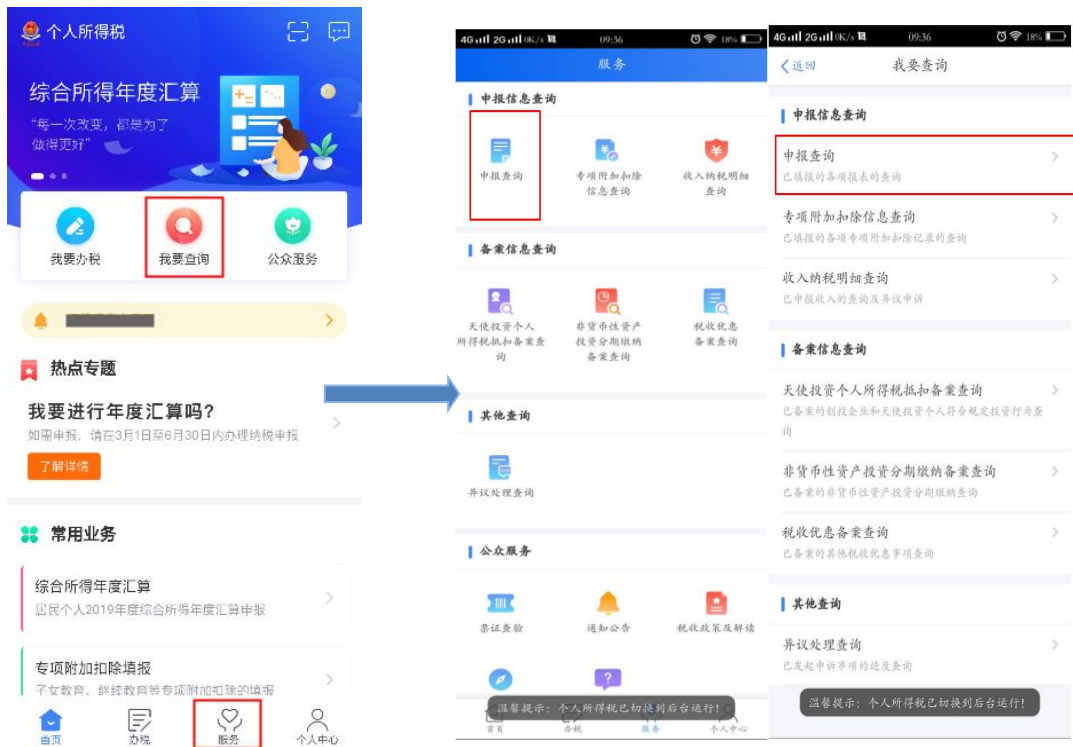 个人所得税
综合所得年度汇算
“每一次改变，都是为了
做得更好”
我要办税
我要查询
公众服务
热点专题
我要进行年度汇算吗?
如需申报，请在3月1日至6月30日内办理纳税申报
了解详情
常用业务
综合所得年度汇算
居民个人2019年度综合所得年度汇算申报
专项附加扣除填报
子女教育、继续教育等专项附加扣除的填报
首页
办税
服务
个人中心
4G 2G 0K/s 09:36 18%
服务
申报信息查询
申报查询
专项附加扣除
信息查询
收入纳税明细
查询
备案信息查询
天使投资个人
所得税抵扣备案查
询
非货币性资产
投资分期缴纳
备案查询
税收优惠
备案查询
其他查询
异议处理查询
公众服务
票证查验
通知公告
税收政策及解读
温馨提示：个人所得税已切换到后台运行!
首页
办税
服务
个人中心
4G 2G 0K/s 09:36 18%
返回
我要查询
申报信息查询
申报查询
已填报的各项报表的查询
专项附加扣除信息查询
已填报的各项专项附加扣除记录的查询
收入纳税明细查询
已申报收入的查询及异议申诉
备案信息查询
天使投资个人所得税抵扣备案查询
已备案的创投企业和天使投资个人符合规定投资行为查
询
非货币性资产投资分期缴纳备案查询
已备案的非货币性资产投资分期缴纳查询
税收优惠备案查询
已备案的其他税收优惠事项查询
其他查询
异议处理查询
已发起申诉事项的进度查询
温馨提示：个人所得税已切换到后台运行!